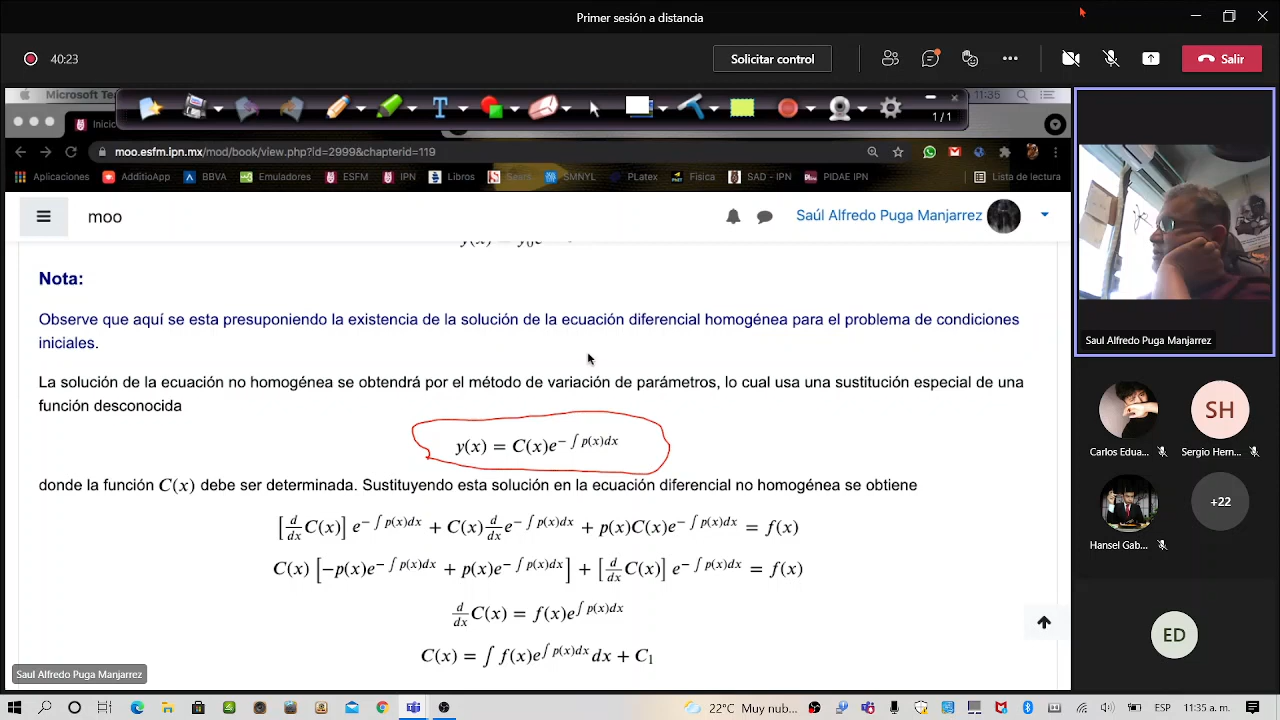 Primer sesión a distancia
40:23
Solicitar control
Salir
Microsoft Te
11:35
1 / 1
Inicio
moo.esfm.ipn.mx/mod/book/view.php?id=2999&chapterid=119
Aplicaciones
AdditioApp
BBVA
Emuladores
ESFM
IPN
Libros
Sears
SMNYL
PLatex
Física
SAD - IPN
PIDAE IPN
Lista de lectura
moo
Saúl Alfredo Puga Manjarrez
Nota:
Observe que aquí se esta presuponiendo la existencia de la solución de la ecuación diferencial homogénea para el problema de condiciones
iniciales.
La solución de la ecuación no homogénea se obtendrá por el método de variación de parámetros, lo cual usa una sustitución especial de una
función desconocida
y(x) = C(x)e^{− ∫ p(x)dx}
donde la función C(x) debe ser determinada. Sustituyendo esta solución en la ecuación diferencial no homogénea se obtiene
[d/dx C(x)] e^{− ∫ p(x)dx} + C(x) d/dx e^{− ∫ p(x)dx} + p(x)C(x)e^{− ∫ p(x)dx} = f(x)
C(x) [−p(x)e^{− ∫ p(x)dx} + p(x)e^{− ∫ p(x)dx}] + [d/dx C(x)] e^{− ∫ p(x)dx} = f(x)
d/dx C(x) = f(x)e^{∫ p(x)dx}
C(x) = ∫ f(x)e^{∫ p(x)dx}dx + C₁
Saul Alfredo Puga Manjarrez
Saul Alfredo Puga Manjarrez
SH
Carlos Edua...
Sergio Hern...
+22
Hansel Gab...
ED
22°C Muy nub...
ESP
11:35 a. m.